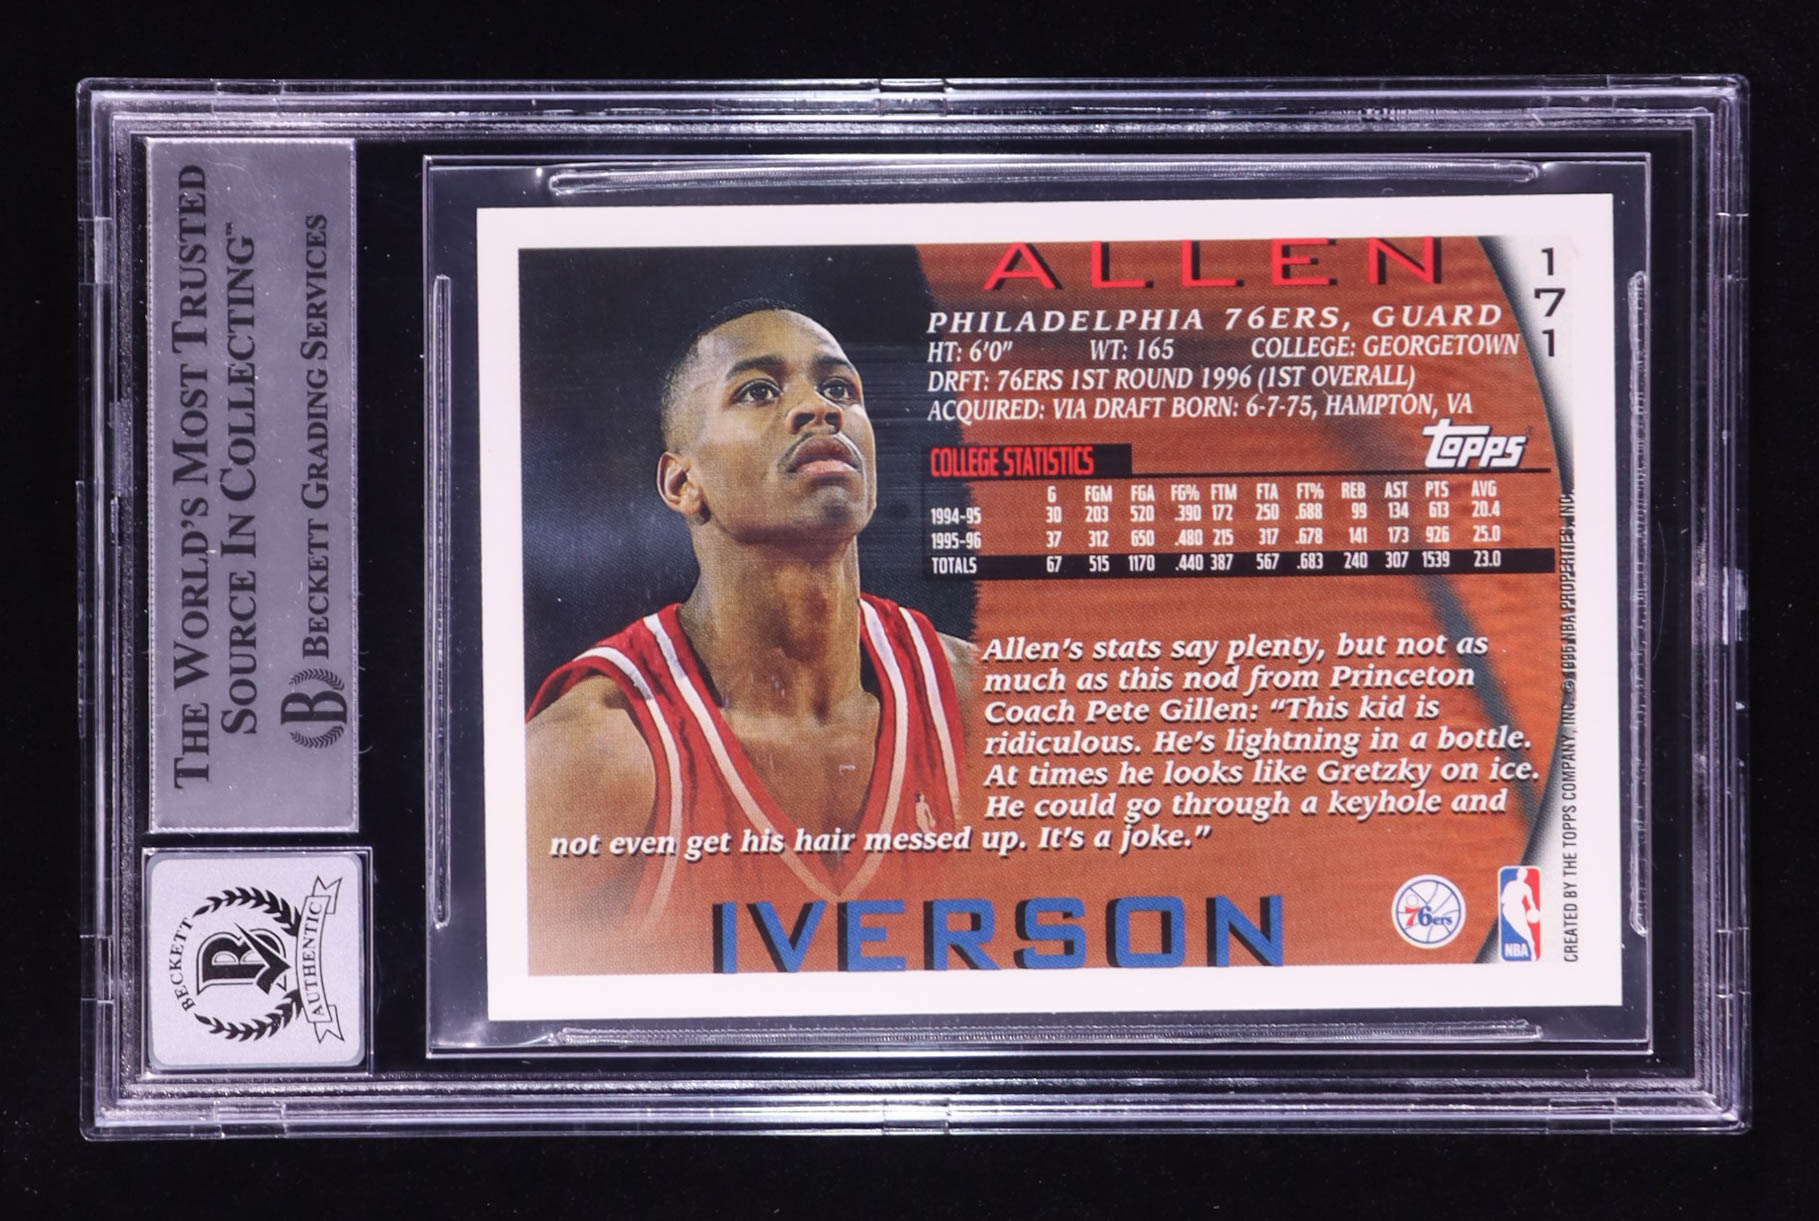 THE WORLD'S MOST TRUSTED
SOURCE IN COLLECTING™
B BECKETT GRADING SERVICES
BECKETT
B
AUTHENTIC
ALLEN
171
PHILADELPHIA 76ERS, GUARD
HT: 6'0" WT: 165 COLLEGE: GEORGETOWN
DRFT: 76ERS 1ST ROUND 1996 (1ST OVERALL)
ACQUIRED: VIA DRAFT BORN: 6-7-75, HAMPTON, VA
TOPPS
COLLEGE STATISTICS
G FGM FGA FG% FTM FTA FT% REB AST PTS AVG
1994-95 30 203 520 .390 172 250 .688 99 134 613 20.4
1995-96 37 312 650 .480 215 317 .678 141 173 926 25.0
TOTALS 67 515 1170 .440 387 567 .683 240 307 1539 23.0
Allen's stats say plenty, but not as
much as this nod from Princeton
Coach Pete Gillen: “This kid is
ridiculous. He's lightning in a bottle.
At times he looks like Gretzky on ice.
He could go through a keyhole and
not even get his hair messed up. It's a joke.”
IVERSON
76ers
NBA
CREATED BY THE TOPPS COMPANY, INC. © 1996 NBA PROPERTIES, INC.